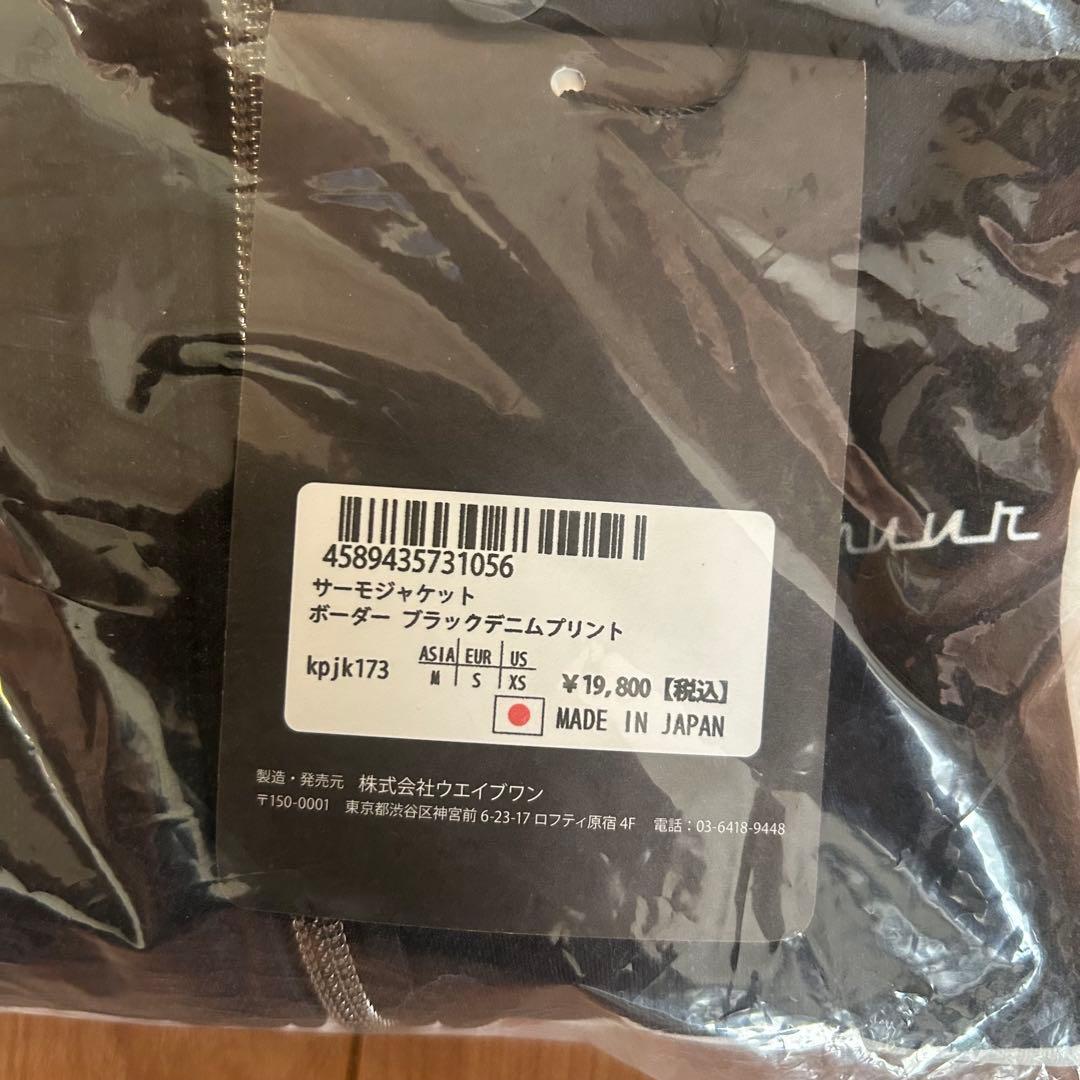 4589435731056
サーモジャケット
ボーダー ブラックデニムプリント
kpjk173
ASIA EUR US
M S XS
¥19,800【税込】
MADE IN JAPAN
製造・発売元 株式会社ウエイブワン
〒150-0001 東京都渋谷区神宮前 6-23-17 ロフティ原宿 4F 電話：03-6418-9448